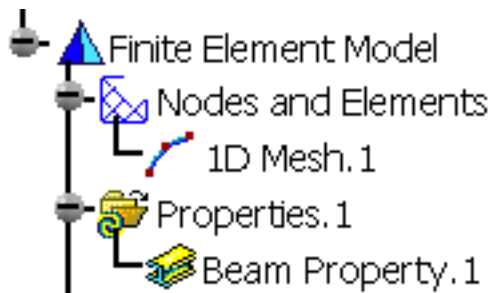 Finite Element Model
Nodes and Elements
1D Mesh.1
Properties.1
Beam Property.1